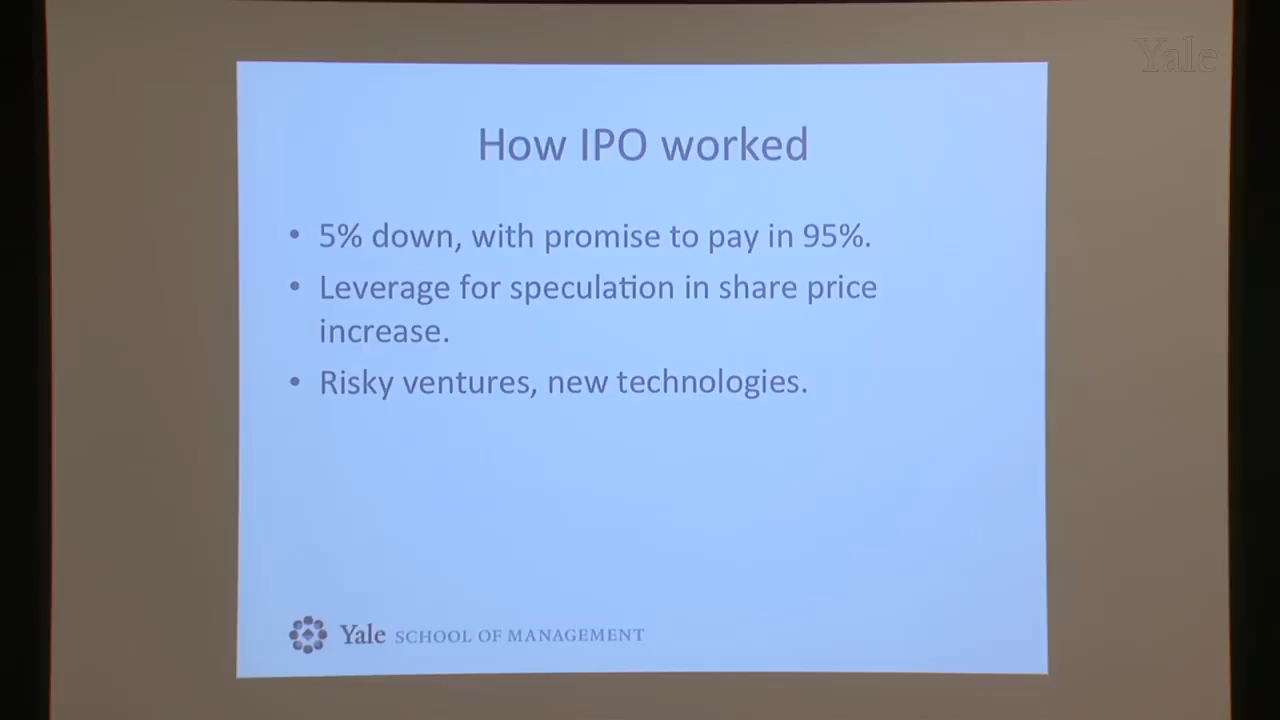 Yale
How IPO worked
• 5% down, with promise to pay in 95%.
• Leverage for speculation in share price
increase.
• Risky ventures, new technologies.
Yale SCHOOL OF MANAGEMENT